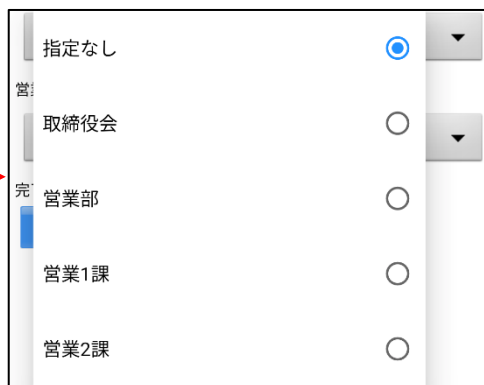 指定なし
取締役会
営業部
営業1課
営業2課